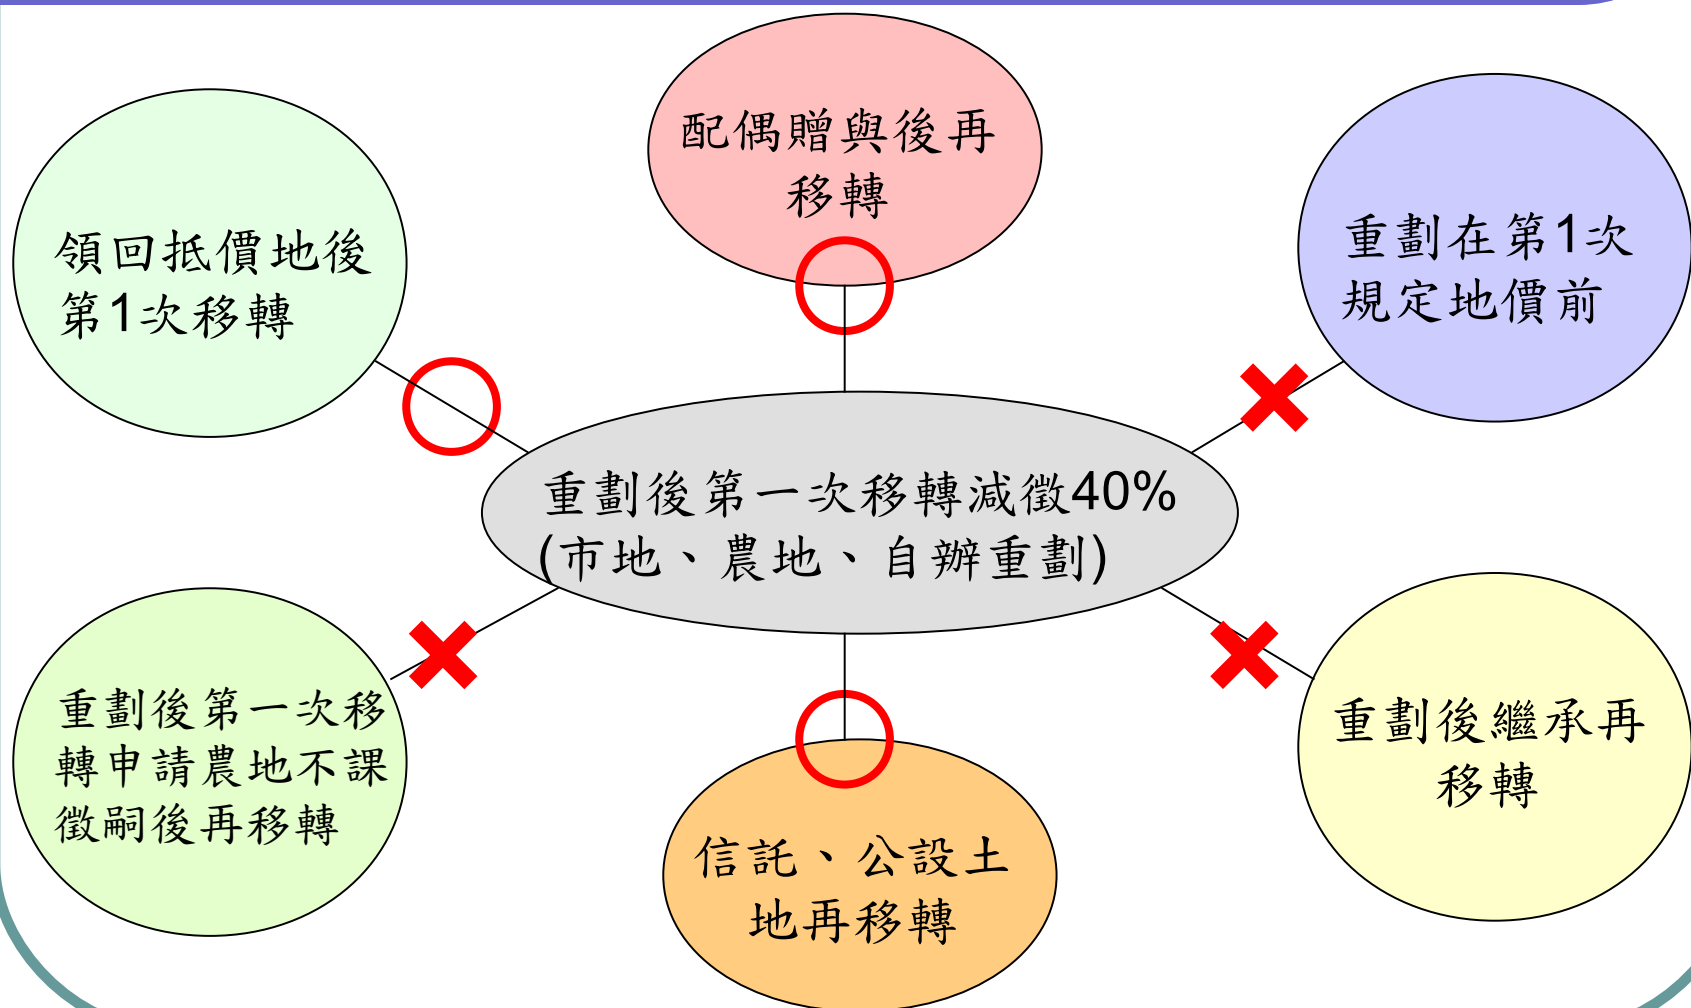 配偶贈與後再
移轉
領回抵價地後
第1次移轉
重劃在第1次
規定地價前
重劃後第一次移轉減徵40%
(市地、農地、自辦重劃)
重劃後第一次移
轉申請農地不課
徵嗣後再移轉
信託、公設土
地再移轉
重劃後繼承再
移轉